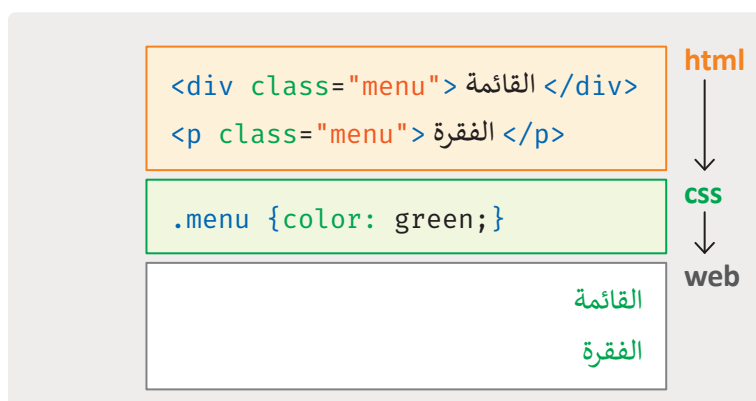 html
<div class="menu"> القائمة </div>
<p class="menu"> الفقرة </p>
css
.menu {color: green;}
web
القائمة
الفقرة